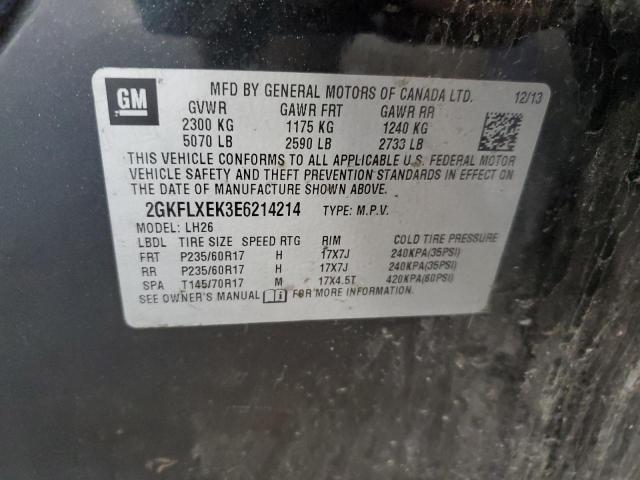 GM
MFD BY GENERAL MOTORS OF CANADA LTD. 12/13
GVWR GAWR FRT GAWR RR
2300 KG 1175 KG 1240 KG
5070 LB 2590 LB 2733 LB
THIS VEHICLE CONFORMS TO ALL APPLICABLE U.S. FEDERAL MOTOR
VEHICLE SAFETY AND THEFT PREVENTION STANDARDS IN EFFECT ON
THE DATE OF MANUFACTURE SHOWN ABOVE.
2GKFLXEK3E6214214 TYPE: M.P.V.
MODEL: LH26
LBDL TIRE SIZE SPEED RTG RIM COLD TIRE PRESSURE
FRT P235/60R17 H 17X7J 240KPA(35PSI)
RR P235/60R17 H 17X7J 240KPA(35PSI)
SPA T145/70R17 M 17X4.5T 420KPA(60PSI)
SEE OWNER'S MANUAL FOR MORE INFORMATION.